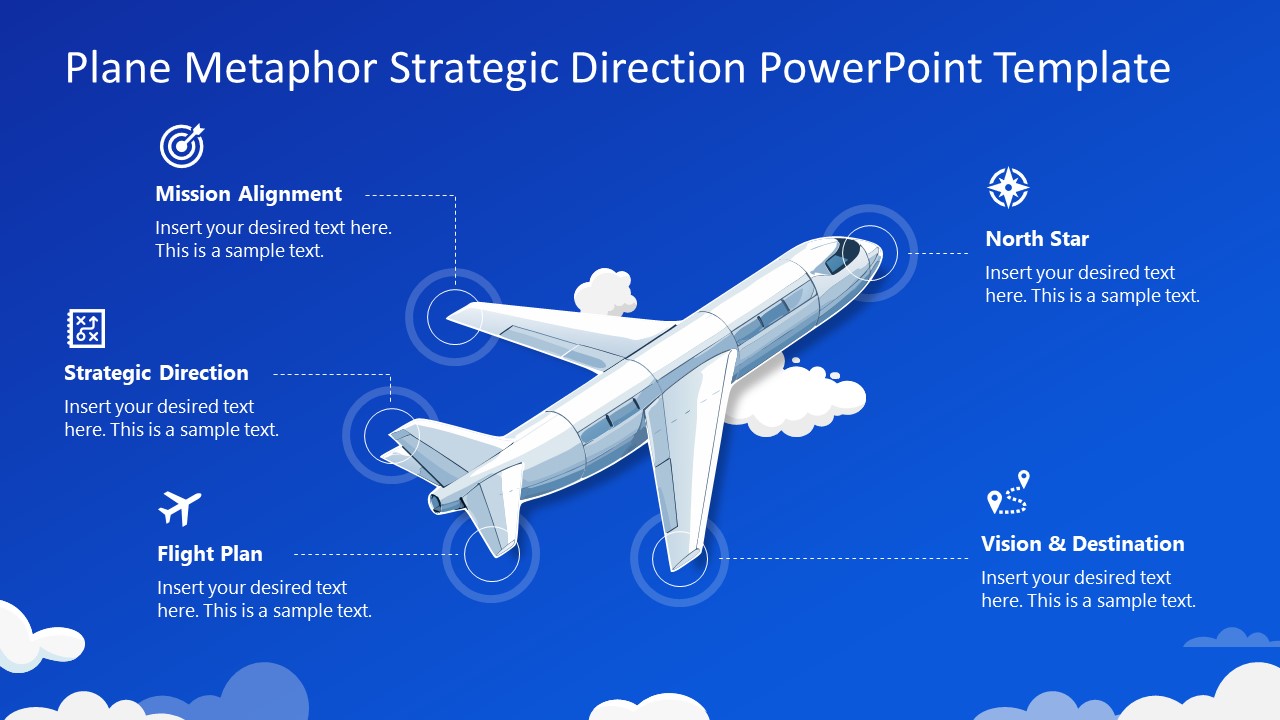 Plane Metaphor Strategic Direction PowerPoint Template
Mission Alignment
Insert your desired text here.
This is a sample text.
Strategic Direction
Insert your desired text
here. This is a sample text.
Flight Plan
Insert your desired text
here. This is a sample text.
North Star
Insert your desired text
here. This is a sample text.
Vision & Destination
Insert your desired text
here. This is a sample text.